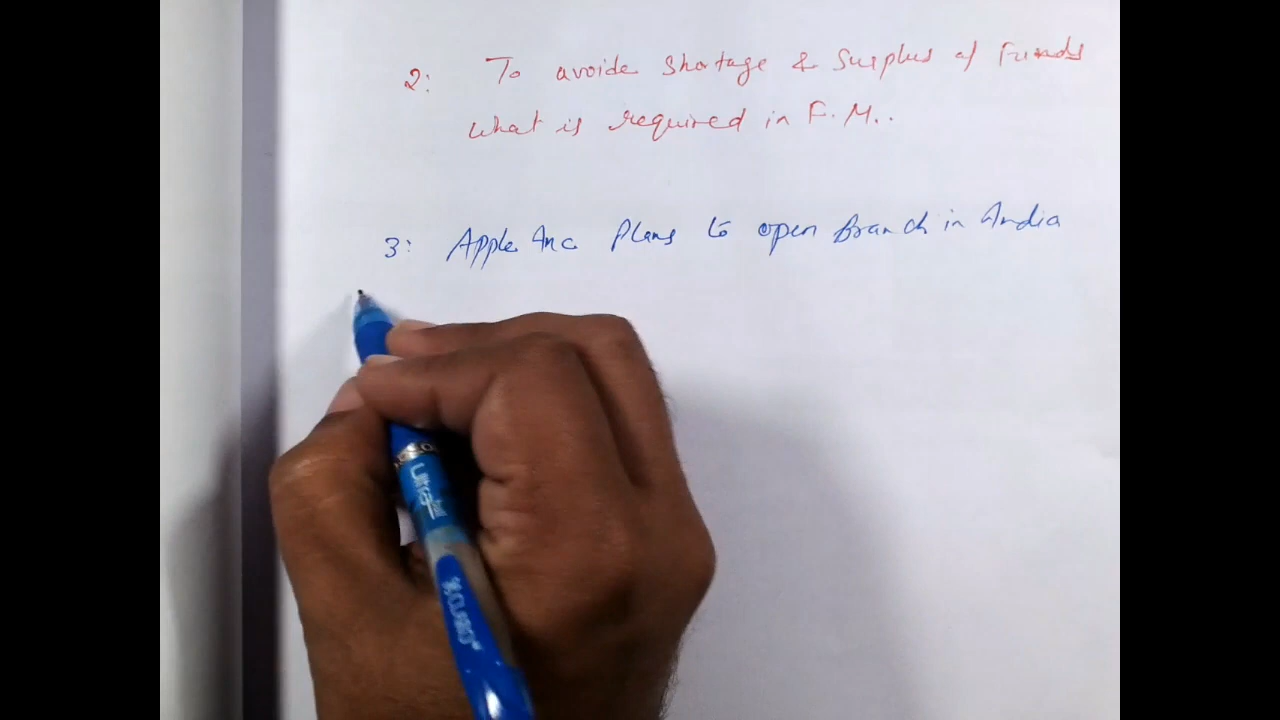 2: To avoide Shortage & Surplus of Funds
what is required in F.M..
3: Apple Inc Plans to open Branch in India